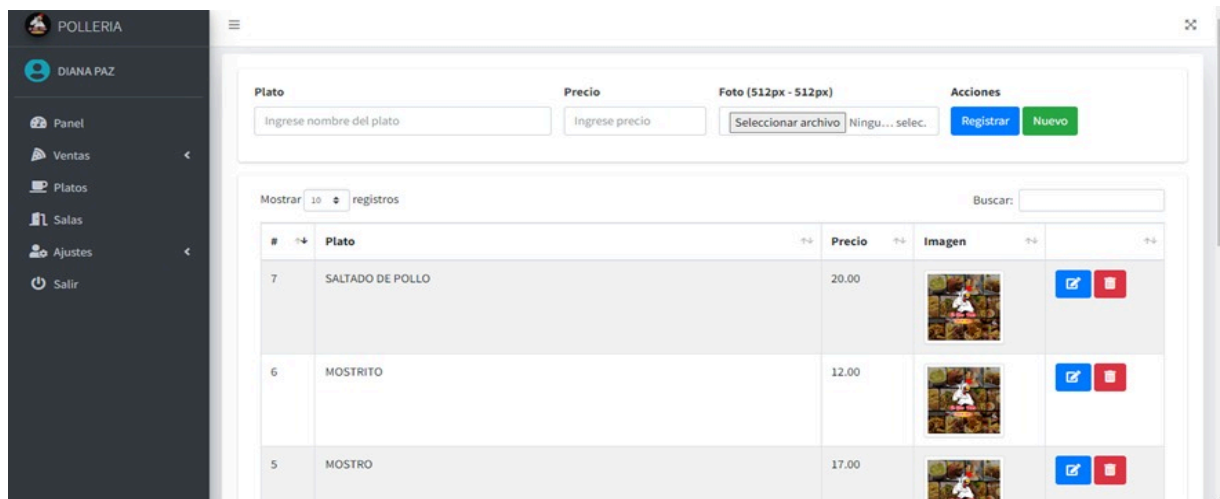 POLLERIA
DIANA PAZ
Panel
Ventas
Platos
Salas
Ajustes
Salir
Plato Precio Foto (512px - 512px) Acciones
Ingrese nombre del plato Ingrese precio Seleccionar archivo Ningu... selec. Registrar Nuevo
Mostrar 10 registros Buscar:
# Plato Precio Imagen
7 SALTADO DE POLLO 20.00
6 MOSTRITO 12.00
5 MOSTRO 17.00